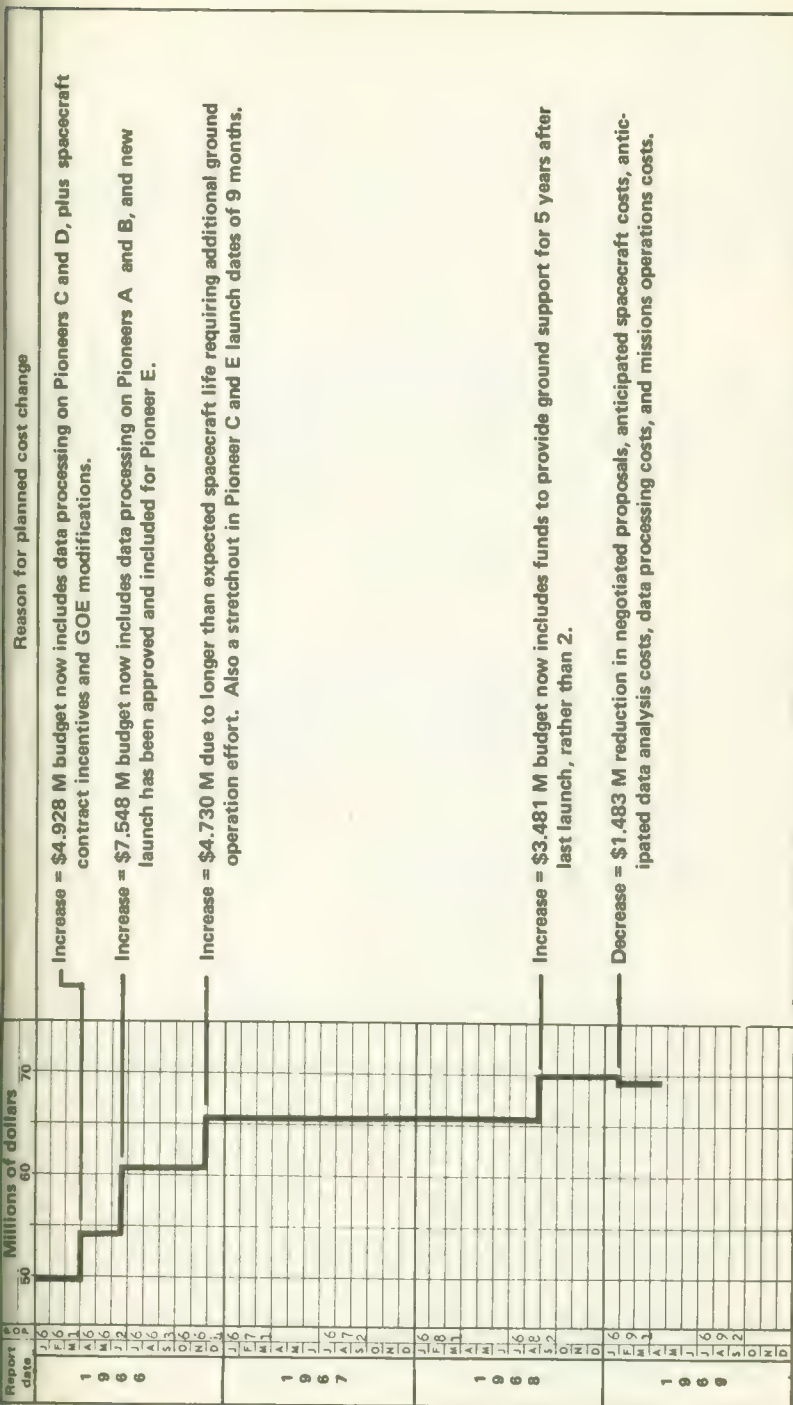 Report date
P O P
Millions of dollars
Reason for planned cost change
50
60
70
1966
1967
1968
1969
Increase = $4.928 M budget now includes data processing on Pioneers C and D, plus spacecraft
contract incentives and GOE modifications.
Increase = $7.548 M budget now includes data processing on Pioneers A and B, and new
launch has been approved and included for Pioneer E.
Increase = $4.730 M due to longer than expected spacecraft life requiring additional ground
operation effort. Also a stretchout in Pioneer C and E launch dates of 9 months.
Increase = $3.481 M budget now includes funds to provide ground support for 5 years after
last launch, rather than 2.
Decrease = $1.483 M reduction in negotiated proposals, anticipated spacecraft costs, antic-
ipated data analysis costs, data processing costs, and missions operations costs.